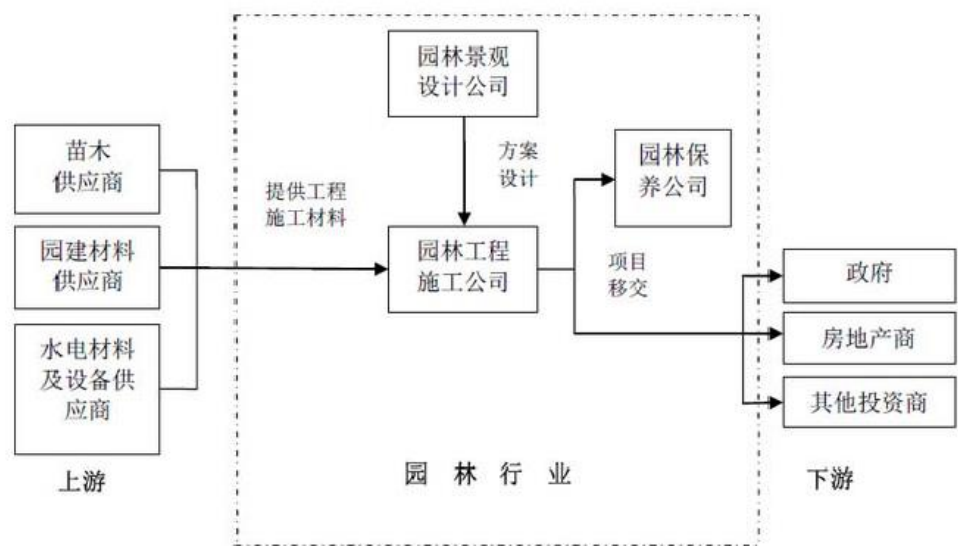 园林景观
设计公司
苗木
供应商
方案
设计
园林保
养公司
提供工程
施工材料
园建材料
供应商
园林工程
施工公司
项目
移交
政府
水电材料
及设备供
应商
房地产商
其他投资商
上游
园林行业
下游